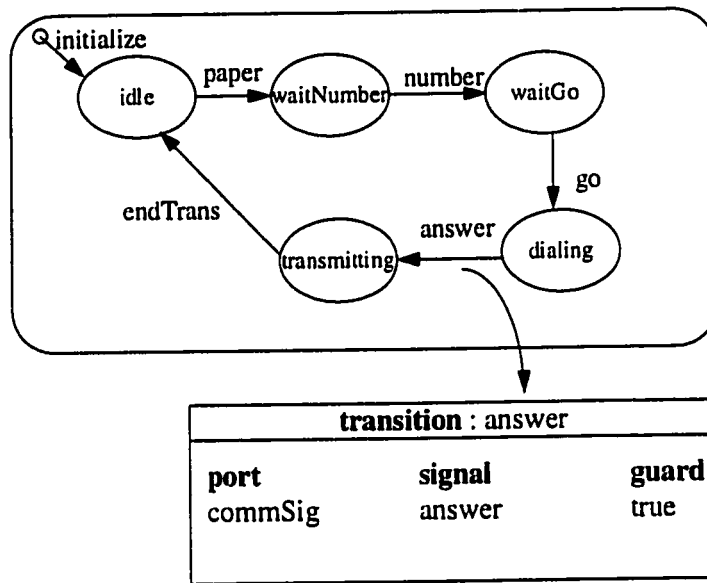 initialize
paper
number
idle
waitNumber
waitGo
go
endTrans
answer
transmitting
dialing
transition : answer
port signal guard
commSig answer true